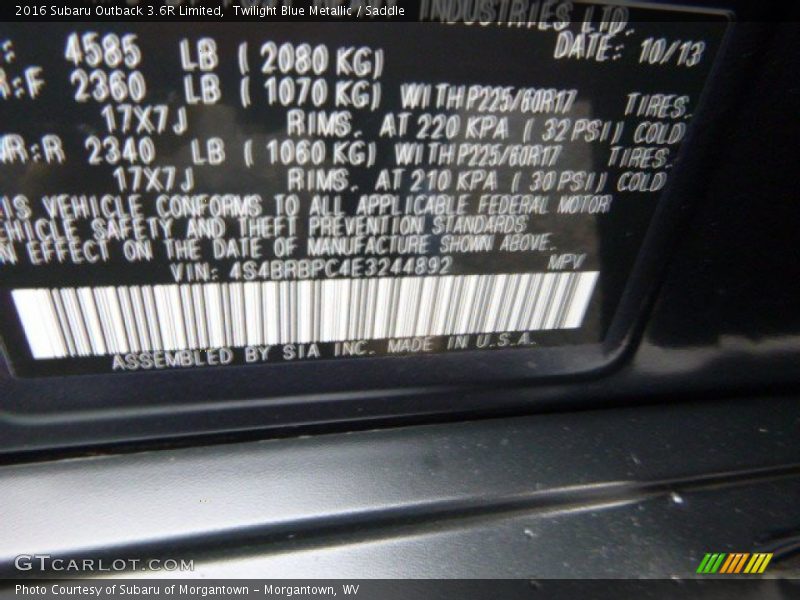 2016 Subaru Outback 3.6R Limited, Twilight Blue Metallic / Saddle
INDUSTRIES LTD.
DATE: 10/13
: 4585 LB ( 2080 KG)
R:F 2360 LB ( 1070 KG) WITH P225/60R17 TIRES.
17X7J RIMS. AT 220 KPA ( 32 PSI) COLD
WR:R 2340 LB ( 1060 KG) WITH P225/60R17 TIRES.
17X7J RIMS. AT 210 KPA ( 30 PSI) COLD
IS VEHICLE CONFORMS TO ALL APPLICABLE FEDERAL MOTOR
EHICLE SAFETY AND THEFT PREVENTION STANDARDS
N EFFECT ON THE DATE OF MANUFACTURE SHOWN ABOVE.
VIN: 4S4BRBPC4E3244892 MPV
ASSEMBLED BY SIA INC. MADE IN U.S.A.
GTCARLOT.COM
Photo Courtesy of Subaru of Morgantown - Morgantown, WV